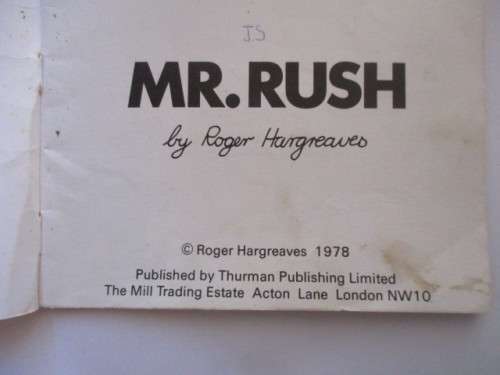 J.S
MR. RUSH
by Roger Hargreaves
© Roger Hargreaves 1978
Published by Thurman Publishing Limited
The Mill Trading Estate Acton Lane London NW10